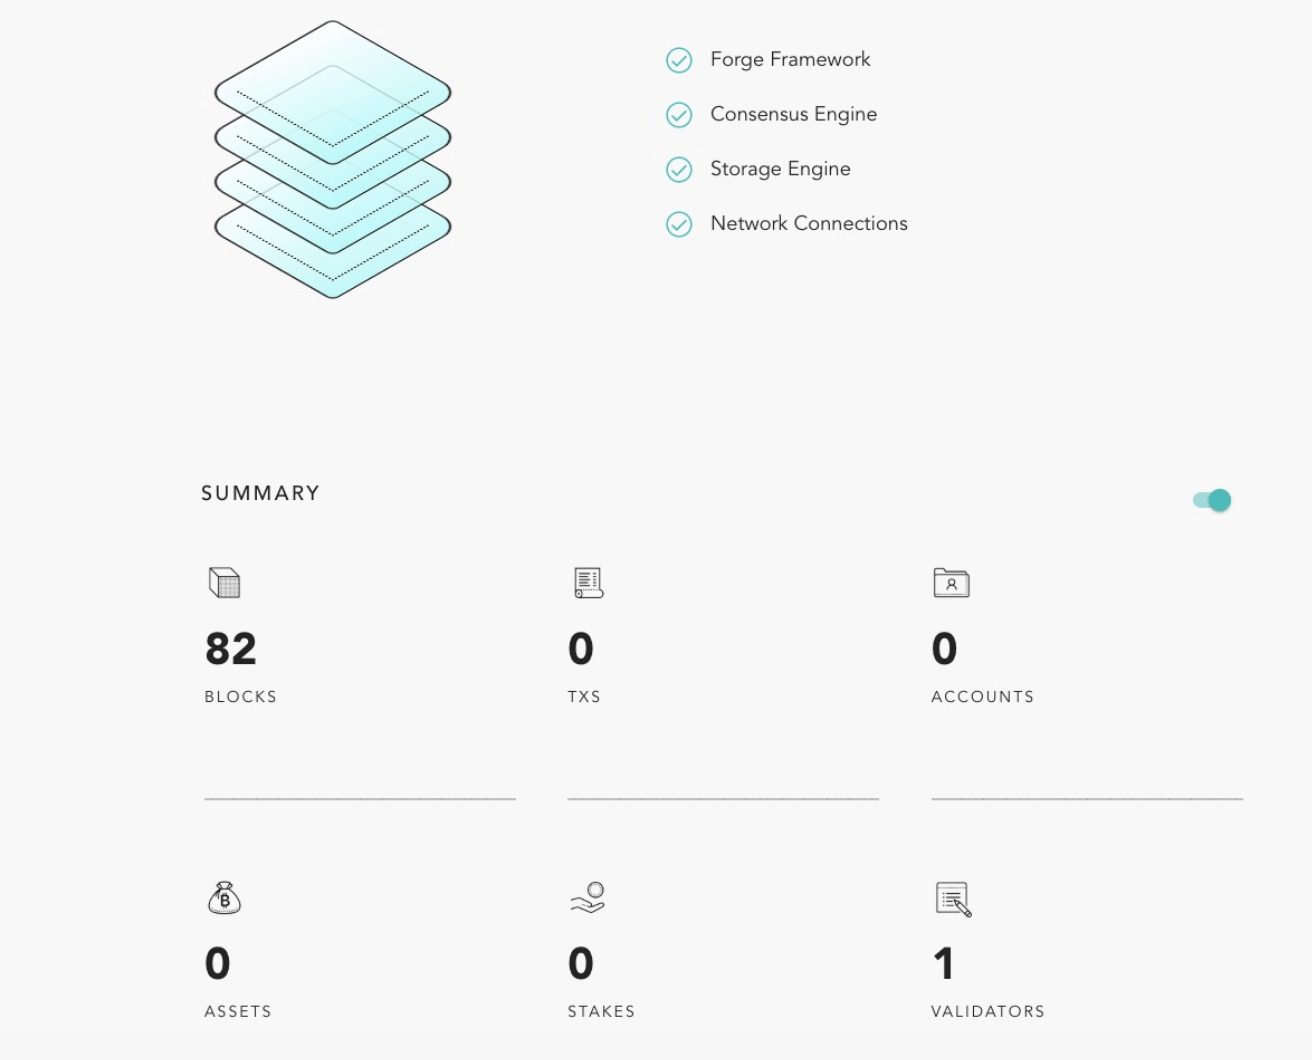 Forge Framework
Consensus Engine
Storage Engine
Network Connections
SUMMARY
82
BLOCKS
0
TXS
0
ACCOUNTS
0
ASSETS
0
STAKES
1
VALIDATORS